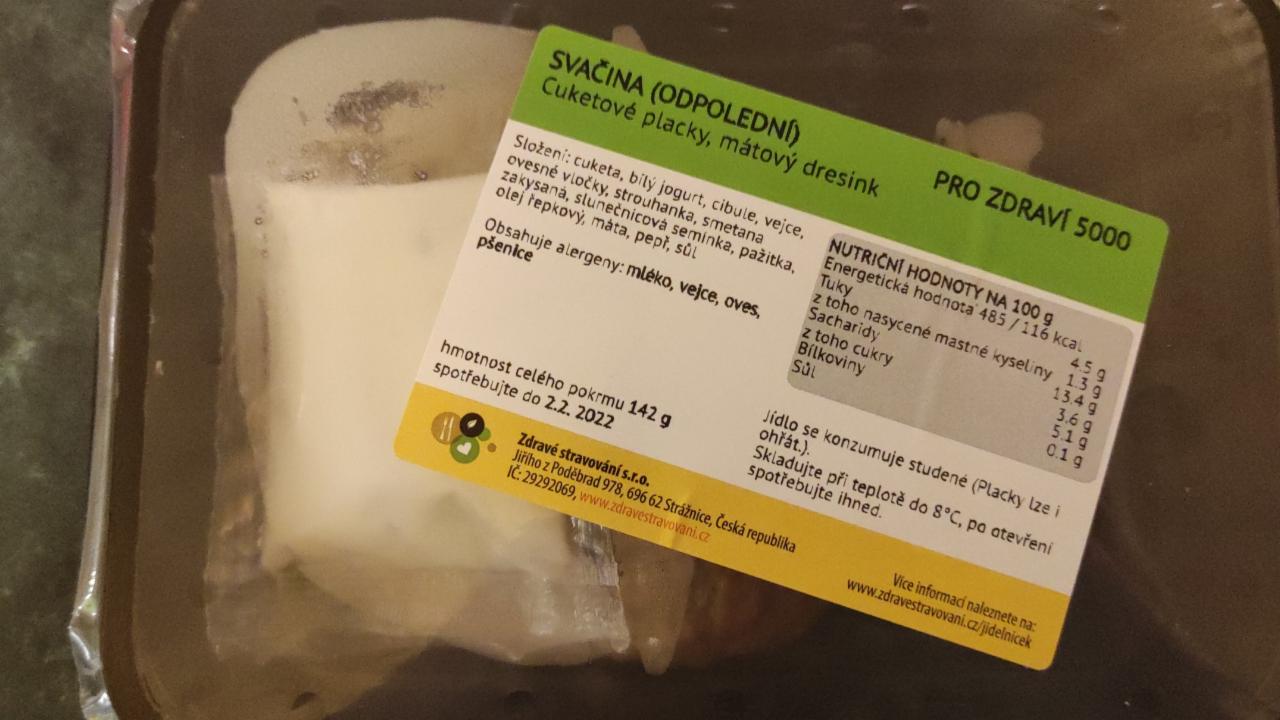 SVAČINA (ODPOLEDNÍ)
Cuketové placky, mátový dresink
PRO ZDRAVÍ 5000
Složení: cuketa, bílý jogurt, cibule, vejce,
ovesné vločky, strouhanka, smetana
zakysaná, slunečnicová semínka, pažitka,
olej řepkový, máta, pepř, sůl
Obsahuje alergeny: mléko, vejce, oves,
pšenice
hmotnost celého pokrmu 142 g
spotřebujte do 2.2. 2022
NUTRIČNÍ HODNOTY NA 100 g
Energetická hodnota 485 / 116 kcal
Tuky 4.5 g
z toho nasycené mastné kyseliny 1.3 g
Sacharidy 13.4 g
z toho cukry 3.6 g
Bílkoviny 5.1 g
Sůl 0.1 g
Jídlo se konzumuje studené (Placky lze i
ohřát.).
Skladujte při teplotě do 8°C, po otevření
spotřebujte ihned.
Zdravé stravování s.r.o.
Jiřího z Poděbrad 978, 696 62 Strážnice, Česká republika
IČ: 29292069, www.zdravestravovani.cz
Více informací naleznete na:
www.zdravestravovani.cz/jidelnicek